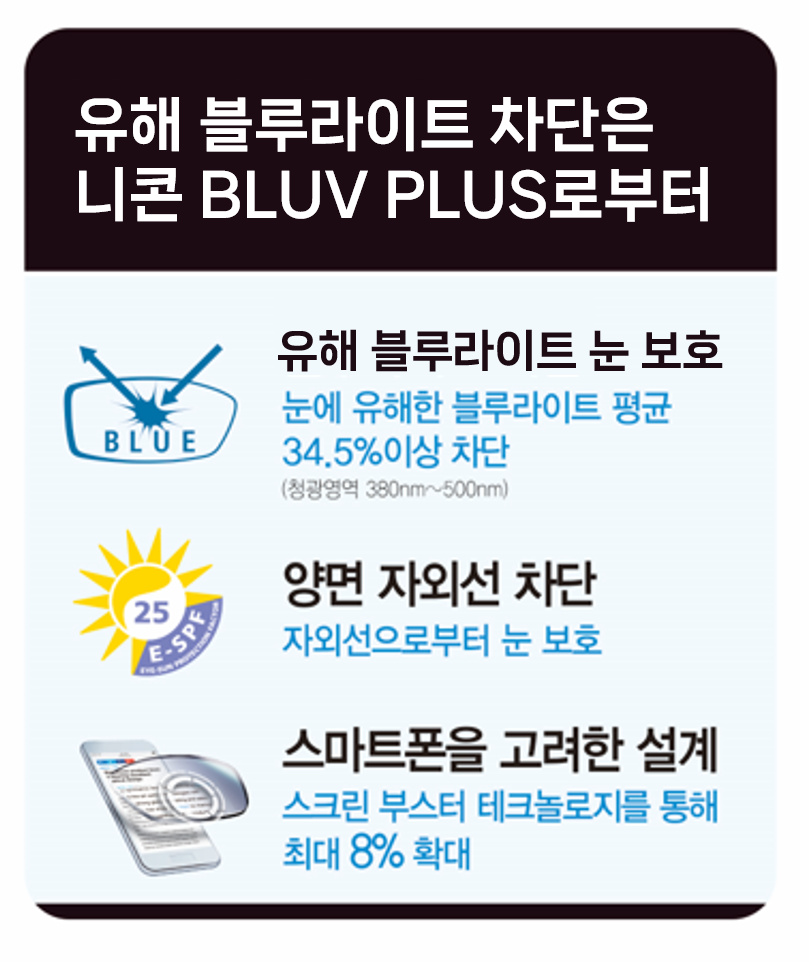 유해 블루라이트 차단은
니콘 BLUV PLUS로부터
유해 블루라이트 눈 보호
눈에 유해한 블루라이트 평균
34.5%이상 차단
(청광영역 380nm~500nm)
BLUE
양면 자외선 차단
자외선으로부터 눈 보호
25
E-SPF
EYE-SUN PROTECTION FACTOR
스마트폰을 고려한 설계
스크린 부스터 테크놀로지를 통해
최대 8% 확대